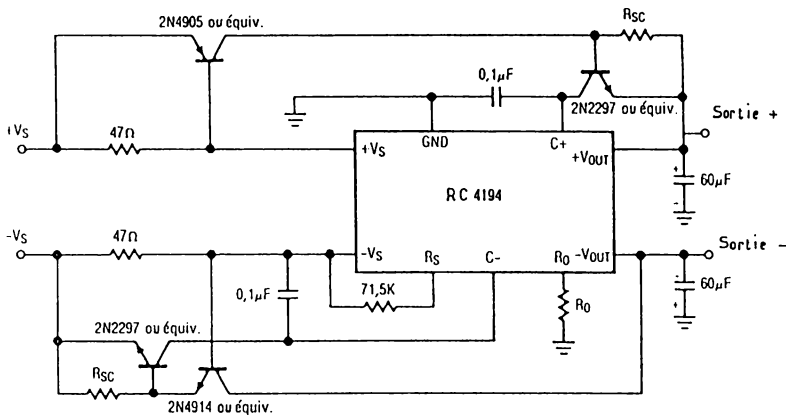 2N4905 ou équiv.
RSC
0,1µF
2N2297 ou équiv.
Sortie +
+VS
47Ω
GND
C+
+VS
+VOUT
+
60µF
-
RC 4194
-VS
47Ω
-VS
RS
C-
RO
-VOUT
Sortie -
-
60µF
+
0,1µF
71,5K
RO
2N2297 ou équiv.
RSC
2N4914 ou équiv.